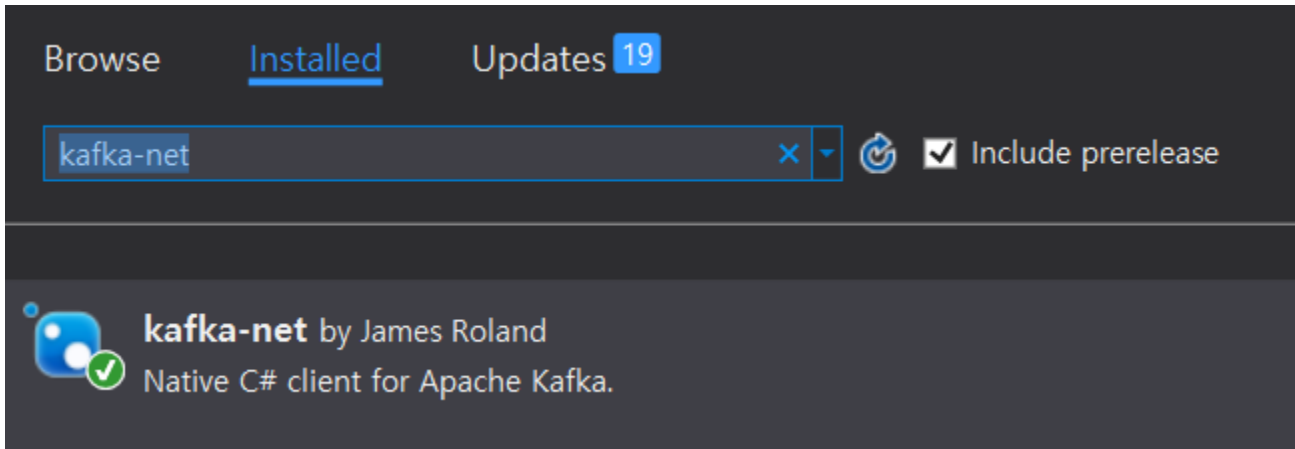 Browse Installed Updates 19
kafka-net Include prerelease
kafka-net by James Roland
Native C# client for Apache Kafka.